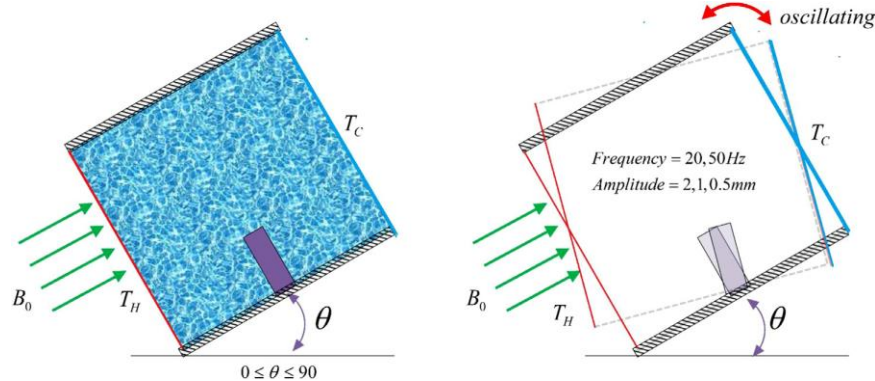 T_C
B_0
T_H
θ
0 ≤ θ ≤ 90
oscillating
T_C
Frequency = 20,50Hz
Amplitude = 2,1,0.5mm
B_0
T_H
θ